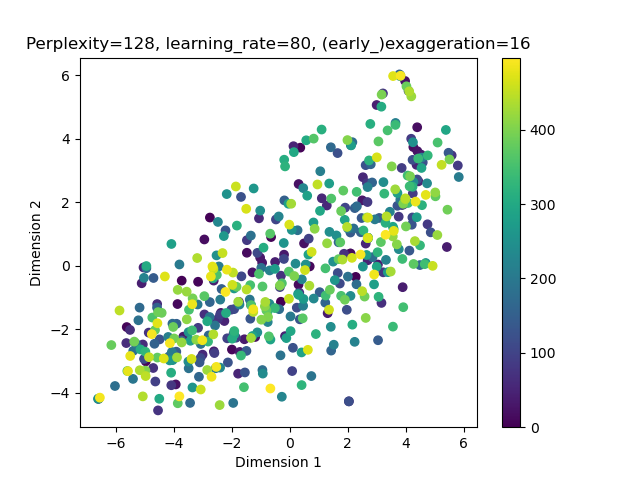 Perplexity=128, learning_rate=80, (early_)exaggeration=16
6
4
2
0
−2
−4
−6 −4 −2 0 2 4 6
Dimension 1
Dimension 2
400
300
200
100
0